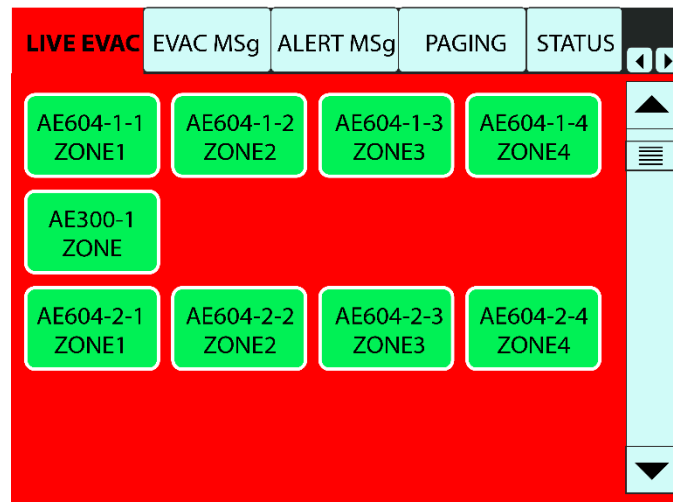 LIVE EVAC EVAC MSg ALERT MSg PAGING STATUS
AE604-1-1 AE604-1-2 AE604-1-3 AE604-1-4
ZONE1 ZONE2 ZONE3 ZONE4
AE300-1
ZONE
AE604-2-1 AE604-2-2 AE604-2-3 AE604-2-4
ZONE1 ZONE2 ZONE3 ZONE4